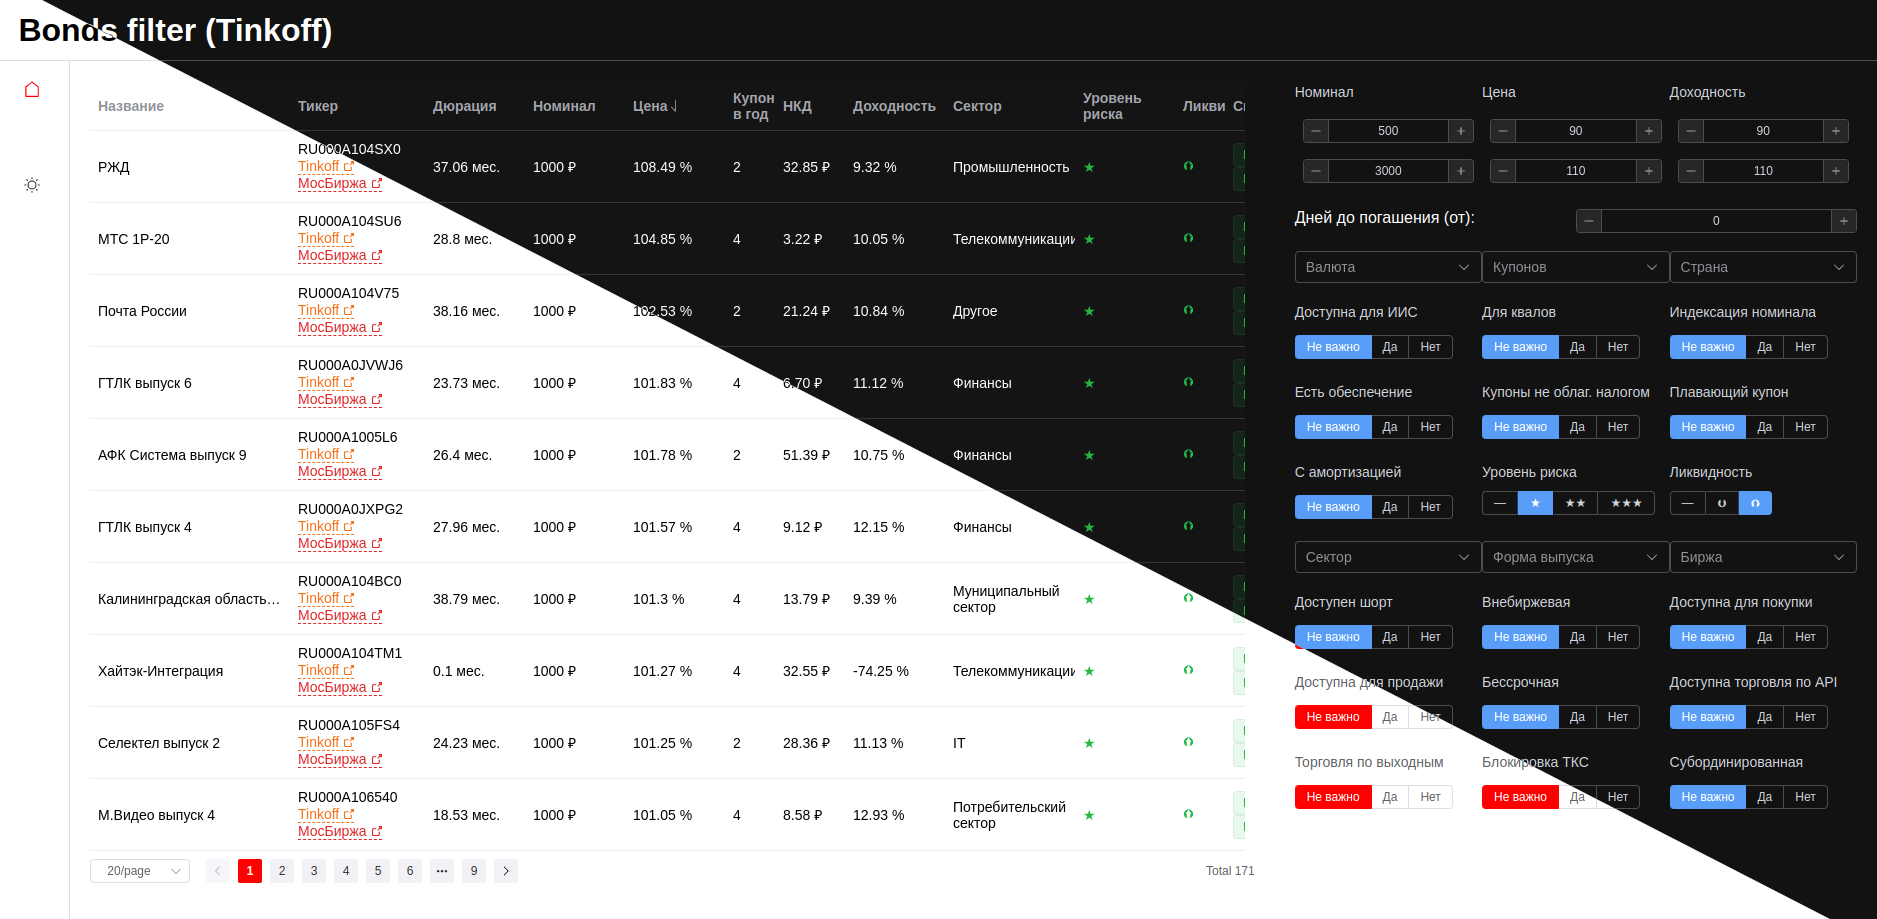 Bonds filter (Tinkoff)
Название Тикер Дюрация Номинал Цена Купон в год НКД Доходность Сектор Уровень риска Ликви
РЖД RU000A104SX0 Tinkoff МосБиржа 37.06 мес. 1000 ₽ 108.49 % 2 32.85 ₽ 9.32 % Промышленность ★
МТС 1P-20 RU000A104SU6 Tinkoff МосБиржа 28.8 мес. 1000 ₽ 104.85 % 4 3.22 ₽ 10.05 % Телекоммуникации ★
Почта России RU000A104V75 Tinkoff МосБиржа 38.16 мес. 1000 ₽ 102.53 % 2 21.24 ₽ 10.84 % Другое ★
ГТЛК выпуск 6 RU000A0JVWJ6 Tinkoff МосБиржа 23.73 мес. 1000 ₽ 101.83 % 4 6.70 ₽ 11.12 % Финансы ★
АФК Система выпуск 9 RU000A1005L6 Tinkoff МосБиржа 26.4 мес. 1000 ₽ 101.78 % 2 51.39 ₽ 10.75 % Финансы ★
ГТЛК выпуск 4 RU000A0JXPG2 Tinkoff МосБиржа 27.96 мес. 1000 ₽ 101.57 % 4 9.12 ₽ 12.15 % Финансы ★
Калининградская область… RU000A104BC0 Tinkoff МосБиржа 38.79 мес. 1000 ₽ 101.3 % 4 13.79 ₽ 9.39 % Муниципальный сектор ★
Хайтэк-Интеграция RU000A104TM1 Tinkoff МосБиржа 0.1 мес. 1000 ₽ 101.27 % 4 32.55 ₽ -74.25 % Телекоммуникации ★
Селектел выпуск 2 RU000A105FS4 Tinkoff МосБиржа 24.23 мес. 1000 ₽ 101.25 % 2 28.36 ₽ 11.13 % IT ★
М.Видео выпуск 4 RU000A106540 Tinkoff МосБиржа 18.53 мес. 1000 ₽ 101.05 % 4 8.58 ₽ 12.93 % Потребительский сектор ★
20/page 1 2 3 4 5 6 ••• 9 Total 171
Номинал Цена Доходность
500 90 90
3000 110 110
Дней до погашения (от): 0
Валюта Купонов Страна
Доступна для ИИС Для квалов Индексация номинала
Не важно Да Нет Не важно Да Нет Не важно Да Нет
Есть обеспечение Купоны не облаг. налогом Плавающий купон
Не важно Да Нет Не важно Да Нет Не важно Да Нет
С амортизацией Уровень риска Ликвидность
Не важно Да Нет — ★ ★★ ★★★ —
Сектор Форма выпуска Биржа
Доступен шорт Внебиржевая Доступна для покупки
Не важно Да Нет Не важно Да Нет Не важно Да Нет
Доступна для продажи Бессрочная Доступна торговля по API
Не важно Да Нет Не важно Да Нет Не важно Да Нет
Торговля по выходным Блокировка ТКС Субординированная
Не важно Да Нет Не важно Да Нет Не важно Да Нет